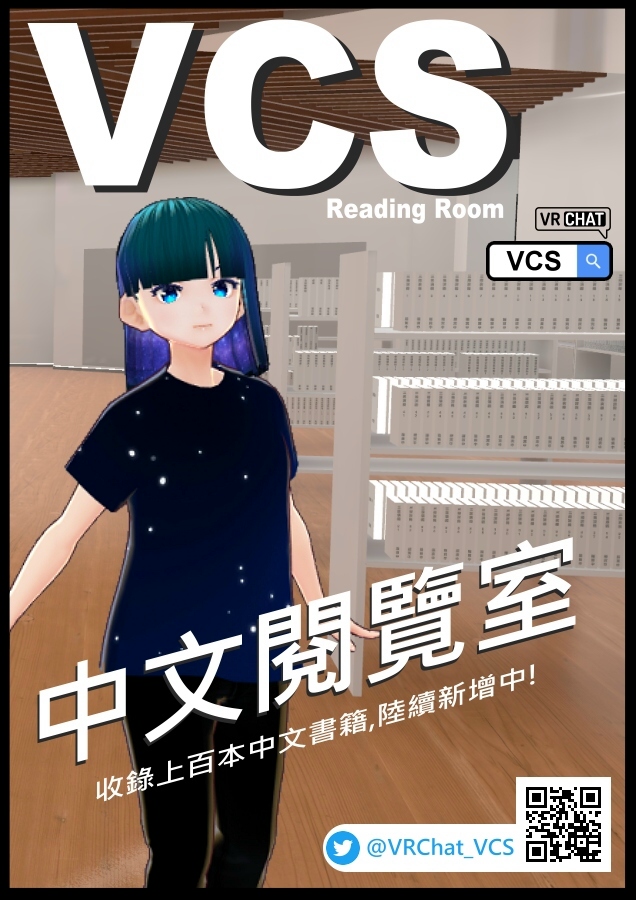 VCS
Reading Room
VRCHAT
VCS
中文閱覽室
收錄上百本中文書籍,陸續新增中!
@VRChat_VCS